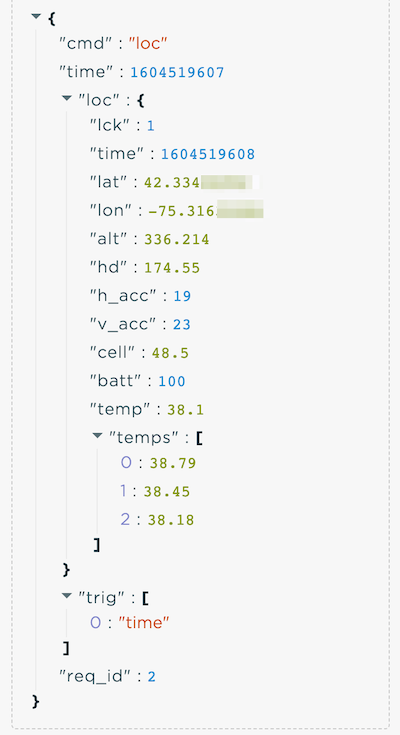 {
"cmd" : "loc"
"time" : 1604519607
"loc" : {
"lck" : 1
"time" : 1604519608
"lat" : 42.334
"lon" : -75.316
"alt" : 336.214
"hd" : 174.55
"h_acc" : 19
"v_acc" : 23
"cell" : 48.5
"batt" : 100
"temp" : 38.1
"temps" : [
0 : 38.79
1 : 38.45
2 : 38.18
]
}
"trig" : [
0 : "time"
]
"req_id" : 2
}